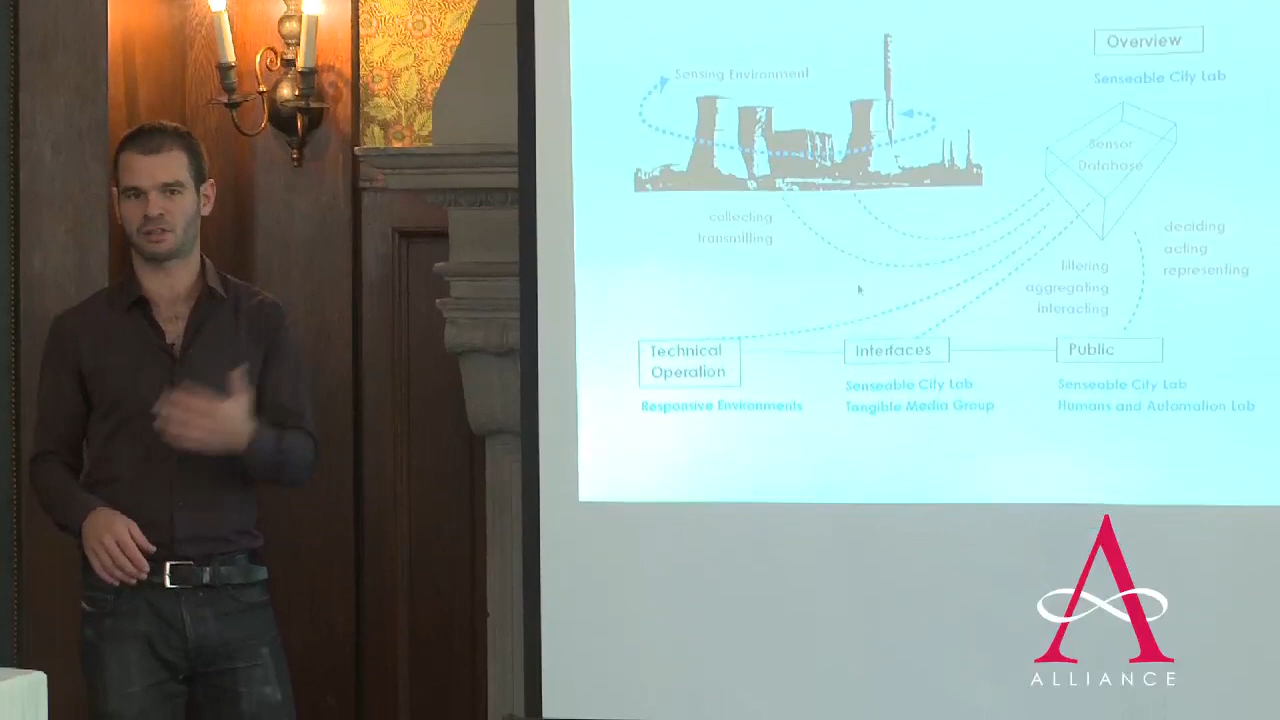 Overview
Senseable City Lab
Sensing Environment
Sensor
Database
collecting
transmitting
deciding
acting
representing
filtering
aggregating
interacting
Technical
Operation
Responsive Environments
Interfaces
Senseable City Lab
Tangible Media Group
Public
Senseable City Lab
Humans and Automation Lab
A
ALLIANCE